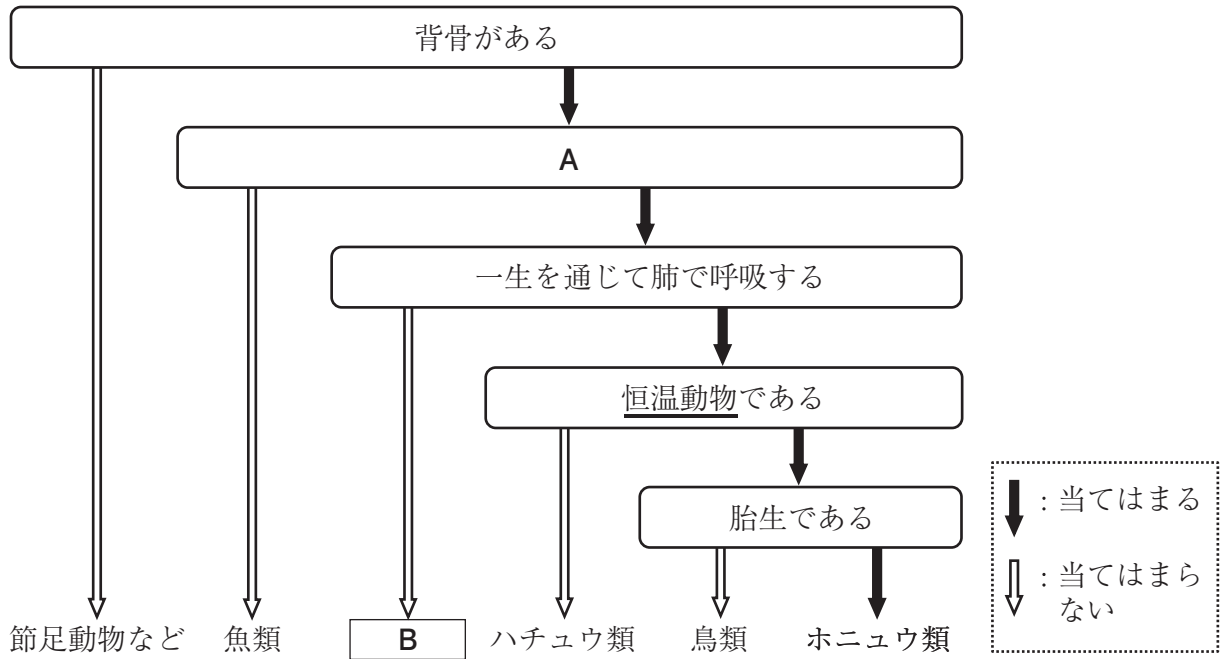 背骨がある
A
一生を通じて肺で呼吸する
恒温動物である
胎生である
：当てはまる
：当てはまら
ない
節足動物など
魚類
B
ハチュウ類
鳥類
ホニュウ類